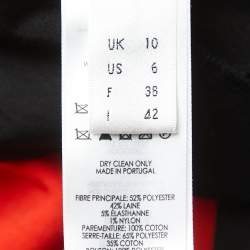 UK 10
US 6
F 38
I 42
DRY CLEAN ONLY
MADE IN PORTUGAL
FIBRE PRINCIPALE: 52% POLYESTER
42% LAINE
5% ÉLASTHANNE
1% NYLON
PAREMENTURE: 100% COTON
SERRE-TAILLE: 65% POLYESTER
35% COTON